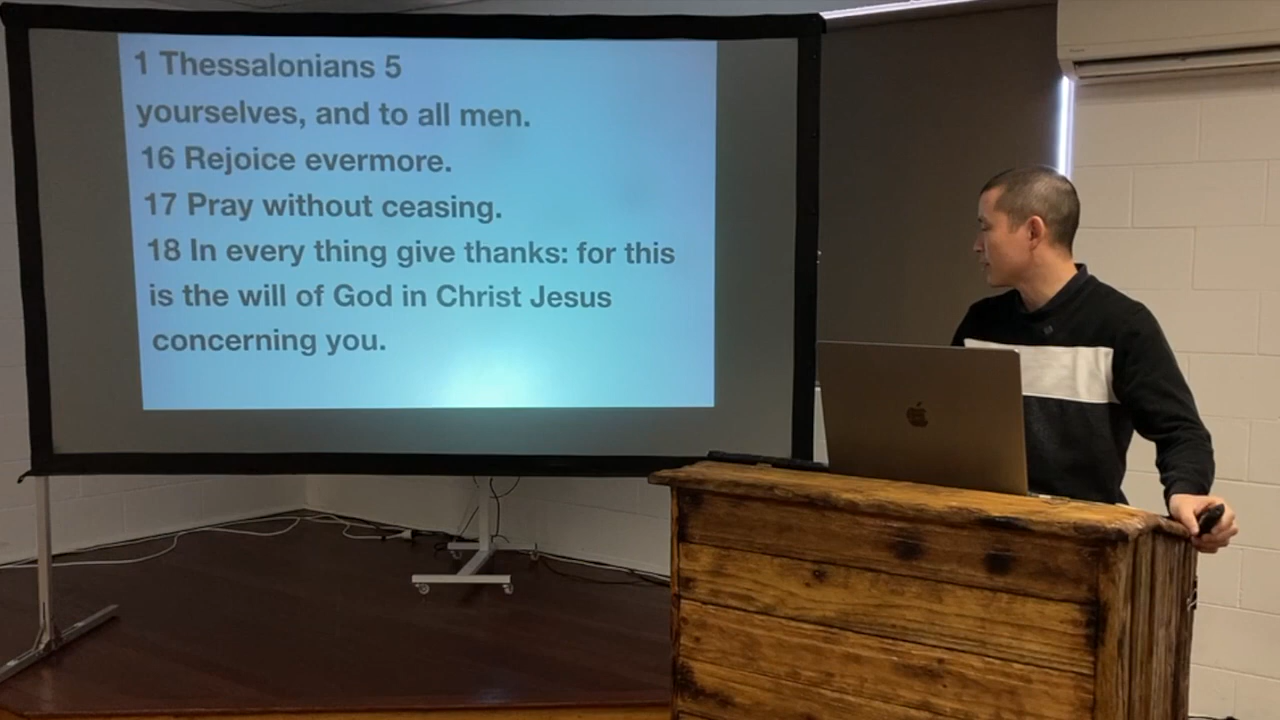 1 Thessalonians 5
yourselves, and to all men.
16 Rejoice evermore.
17 Pray without ceasing.
18 In every thing give thanks: for this
is the will of God in Christ Jesus
concerning you.